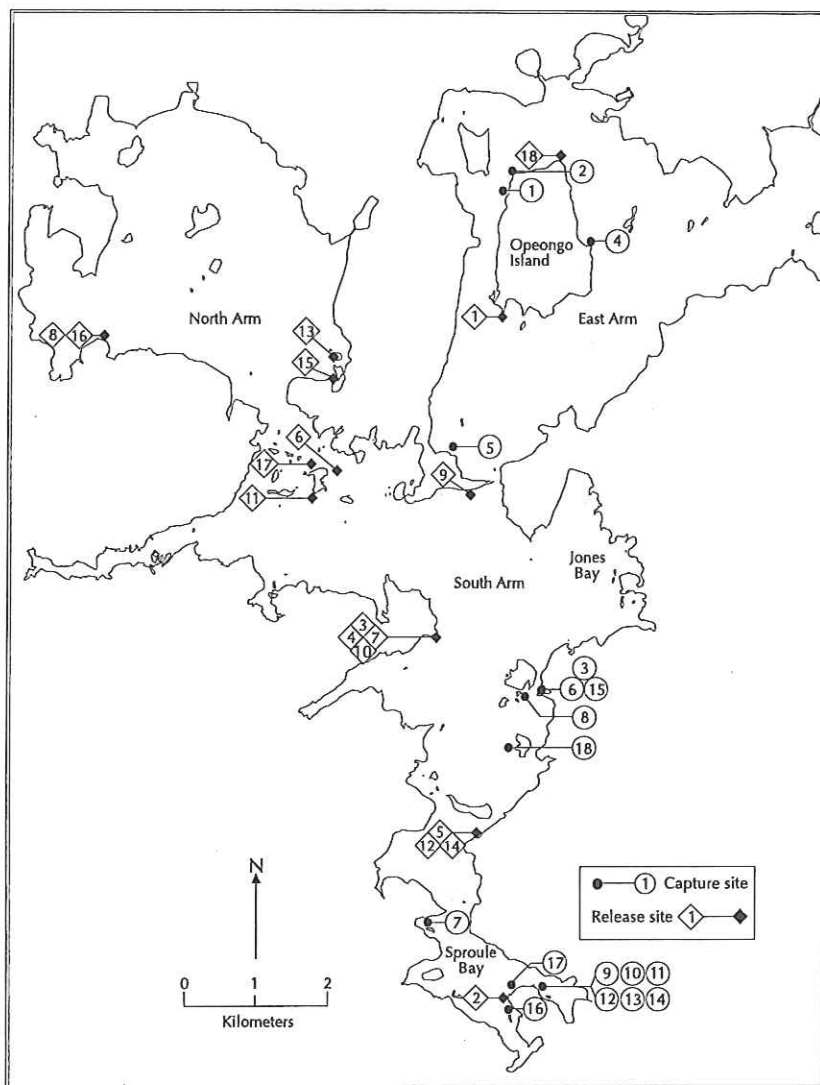 18
2
1
Opeongo
Island
4
North Arm
1
East Arm
8 16
13
15
6
5
17
9
11
Jones
Bay
South Arm
3
4 7
10
3
6 15
8
18
5
12 14
N
1 Capture site
Release site 1
7
Sproule
Bay
17
9 10 11
12 13 14
2
16
0 1 2
Kilometers